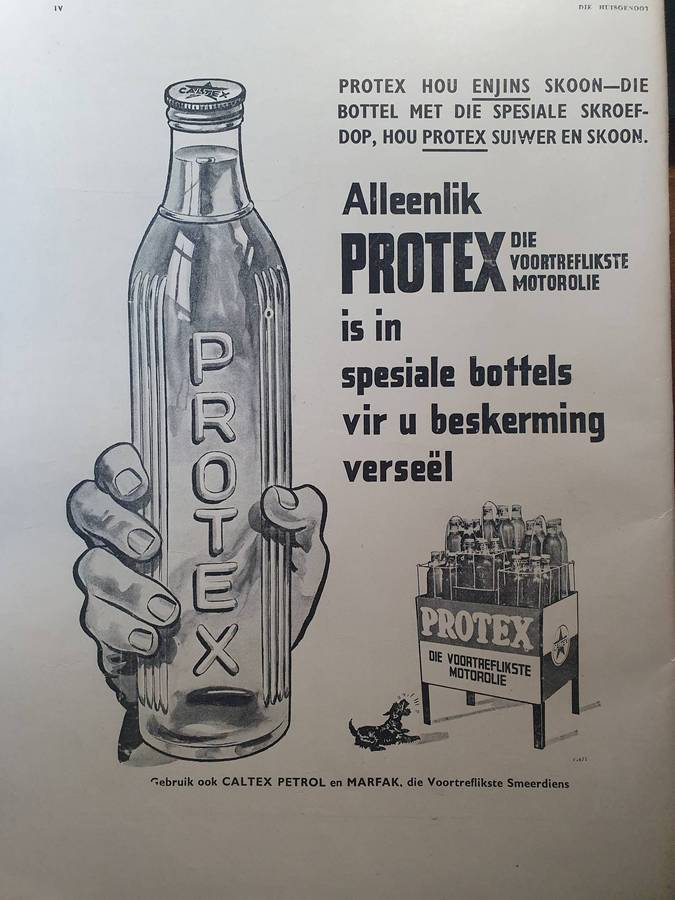 IV
DIE HUISGENOOT
PROTEX HOU ENJINS SKOON—DIE
BOTTEL MET DIE SPESIALE SKROEF-
DOP, HOU PROTEX SUIWER EN SKOON.
CALTEX
PROTEX
Alleenlik
PROTEX DIE
VOORTREFLIKSTE
MOTOROLIE
is in
spesiale bottels
vir u beskerming
verseël
PROTEX
DIE VOORTREFLIKSTE
MOTOROLIE
Gebruik ook CALTEX PETROL en MARFAK, die Voortreflikste Smeerdiens